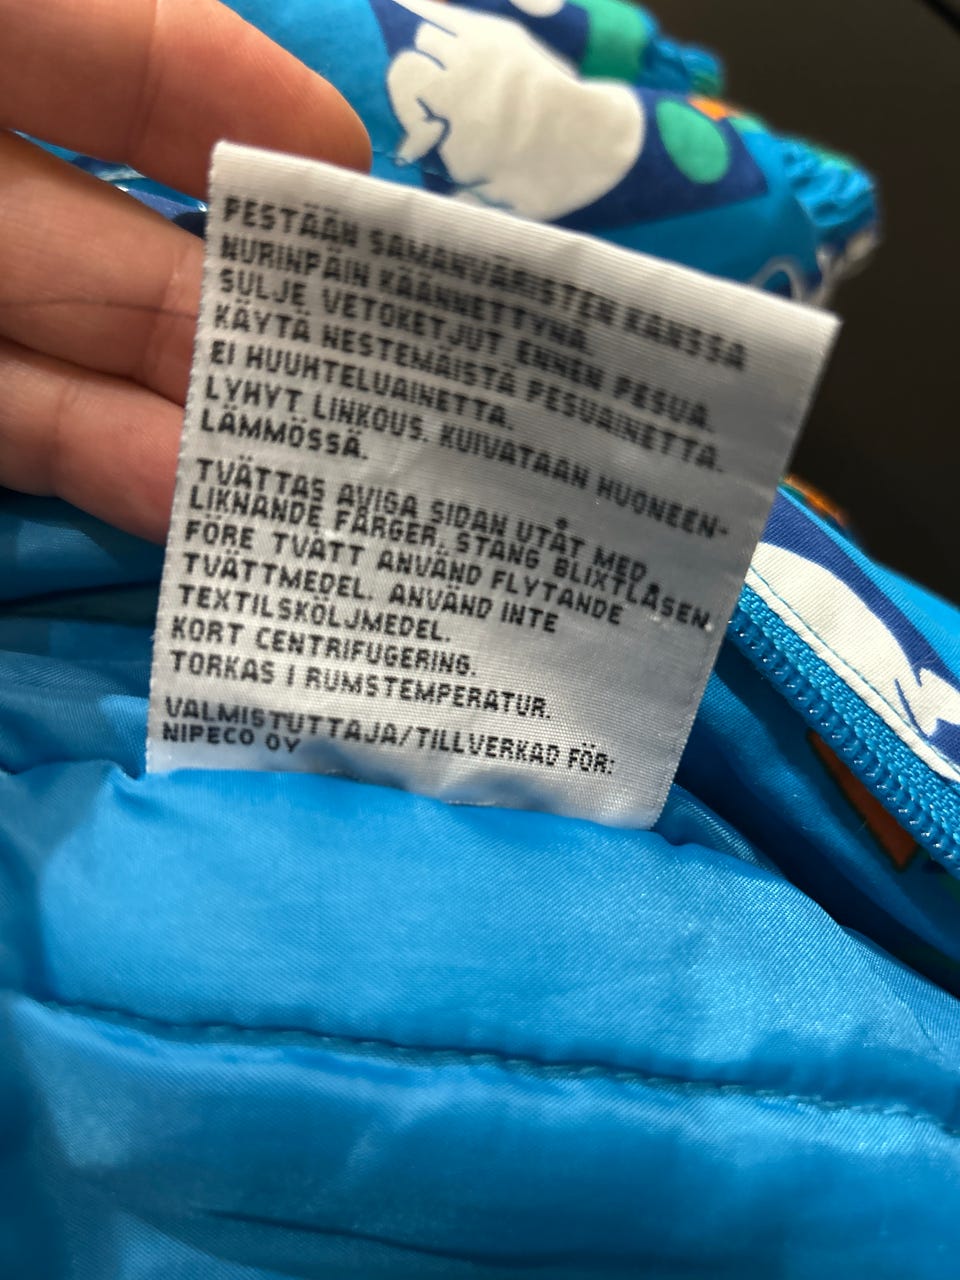 PESTÄÄN SAMANVÄRISTEN KANSSA
NURINPÄIN KÄÄNNETTYNÄ.
SULJE VETOKETJUT ENNEN PESUA.
KÄYTÄ NESTEMÄISTÄ PESUAINETTA.
EI HUUHTELUAINETTA.
LYHYT LINKOUS. KUIVATAAN HUONEEN-
LÄMMÖSSÄ.
TVÄTTAS AVIGA SIDAN UTÅT MED
LIKNANDE FÄRGER. STÄNG BLIXTLÅSEN
FÖRE TVÄTT ANVÄND FLYTANDE
TVÄTTMEDEL. ANVÄND INTE
TEXTILSKÖLJMEDEL.
KORT CENTRIFUGERING.
TORKAS I RUMSTEMPERATUR.
VALMISTUTTAJA/TILLVERKAD FÖR:
NIPECO OY